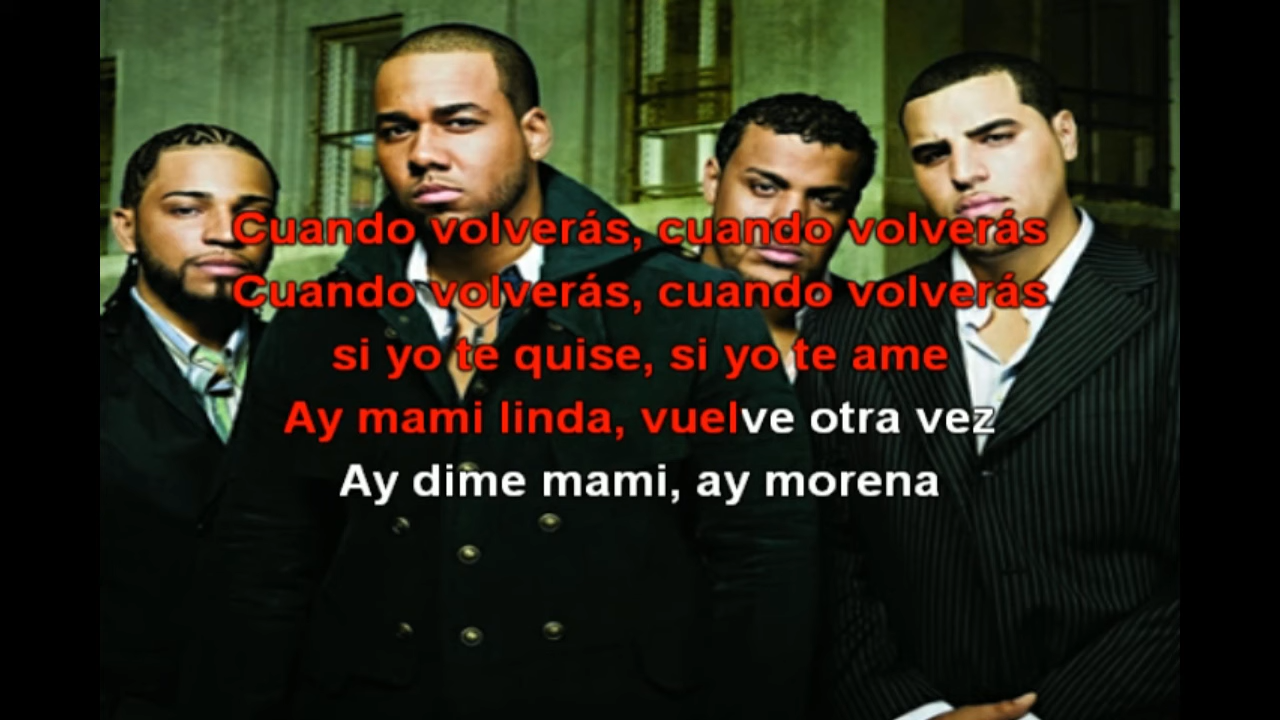 Cuando volverás, cuando volverás
Cuando volverás, cuando volverás
si yo te quise, si yo te ame
Ay mami linda, vuelve otra vez
Ay dime mami, ay morena